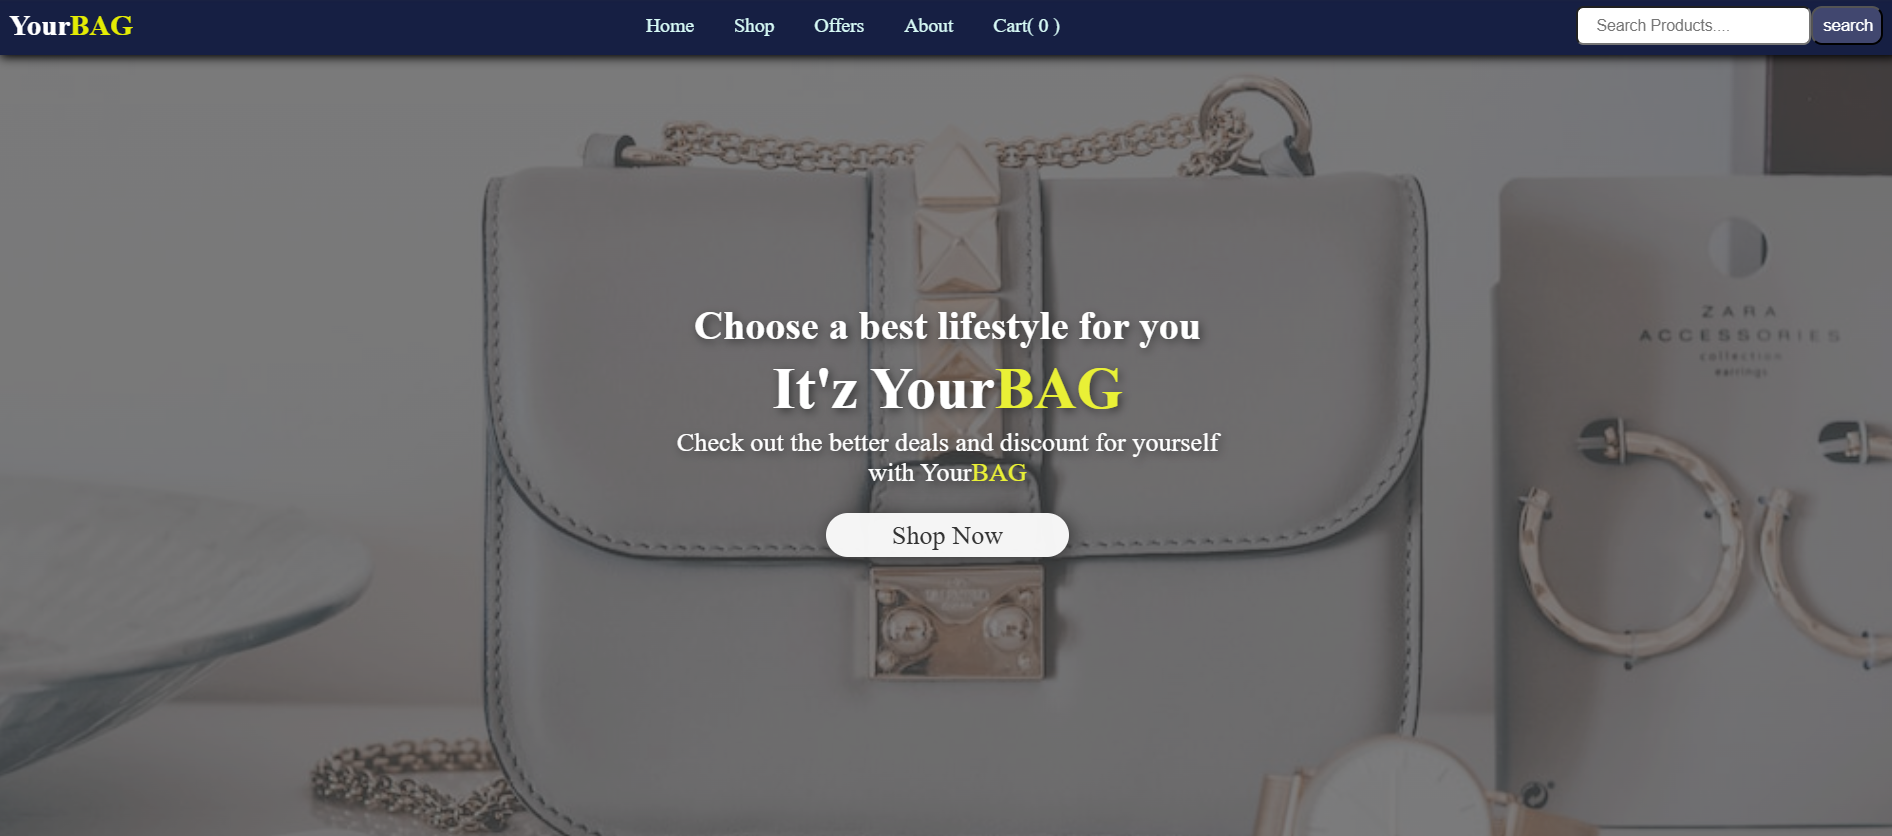 YourBAG
Home Shop Offers About Cart( 0 )
Search Products....
search
Choose a best lifestyle for you
It'z YourBAG
Check out the better deals and discount for yourself
with YourBAG
Shop Now
ZARA
ACCESSORIES
collection
earrings